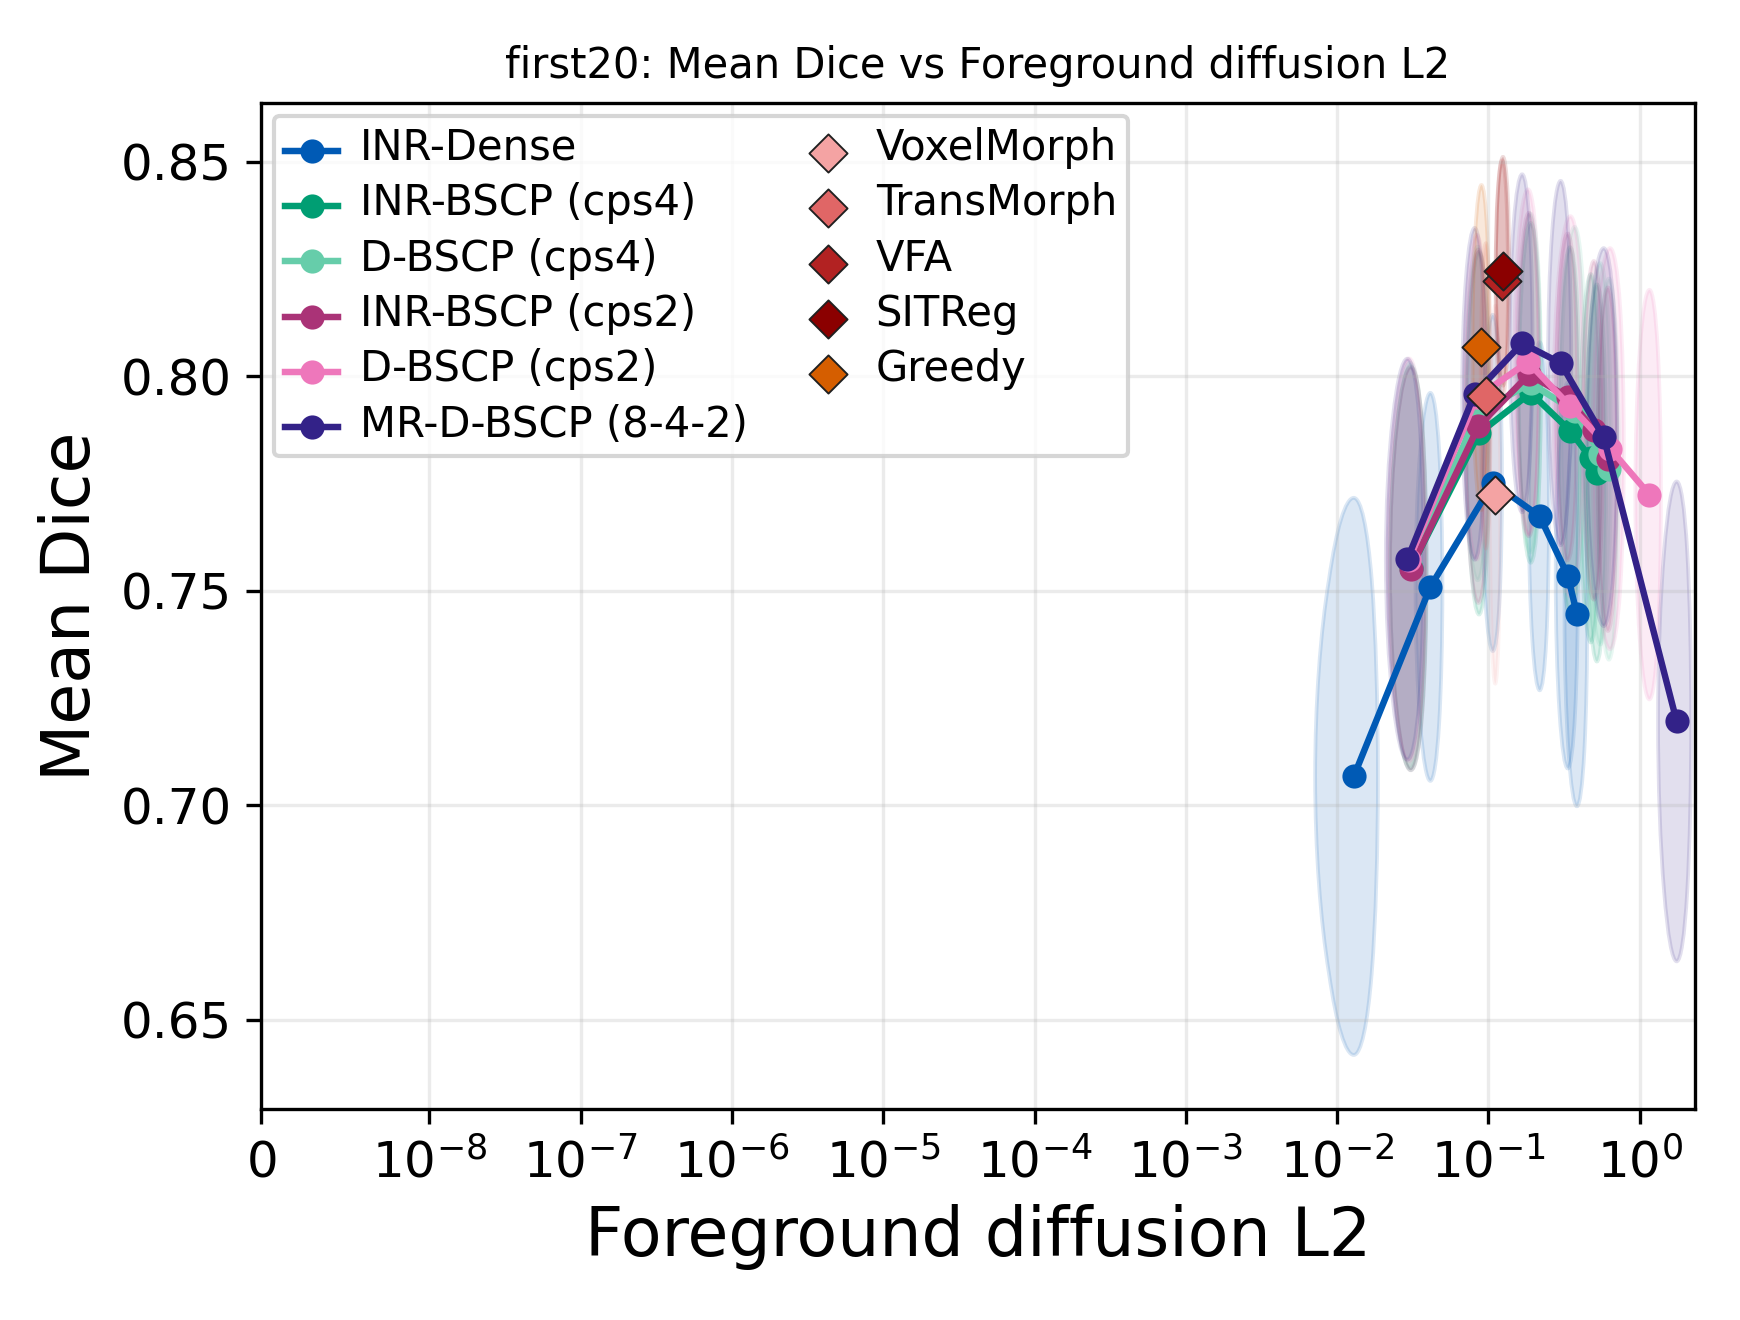 first20: Mean Dice vs Foreground diffusion L2
INR-Dense
INR-BSCP (cps4)
D-BSCP (cps4)
INR-BSCP (cps2)
D-BSCP (cps2)
MR-D-BSCP (8-4-2)
VoxelMorph
TransMorph
VFA
SITReg
Greedy
Mean Dice
0.85
0.80
0.75
0.70
0.65
0 10⁻⁸ 10⁻⁷ 10⁻⁶ 10⁻⁵ 10⁻⁴ 10⁻³ 10⁻² 10⁻¹ 10⁰
Foreground diffusion L2